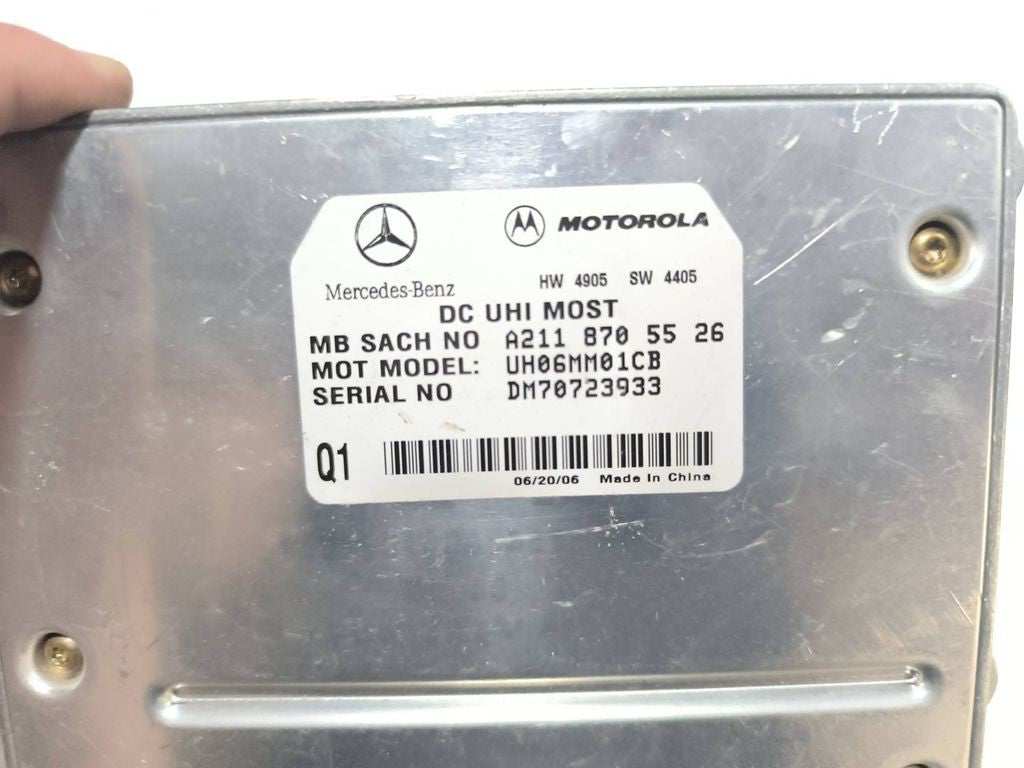 MOTOROLA
HW 4905 SW 4405
Mercedes-Benz
DC UHI MOST
MB SACH NO A211 870 55 26
MOT MODEL: UH06MM01CB
SERIAL NO DM70723933
Q1
06/20/06 Made In China